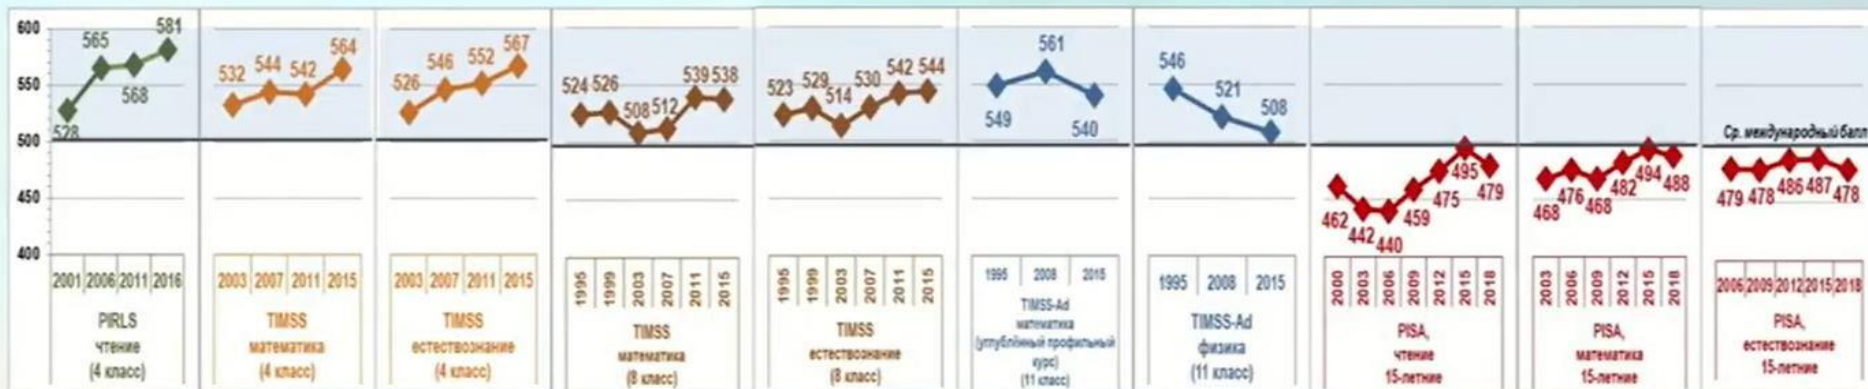 600
550
500
450
400
528
565
568
581
2001 2006 2011 2016
PIRLS
чтение
(4 класс)
532
544
542
564
2003 2007 2011 2015
TIMSS
математика
(4 класс)
526
546
552
567
2003 2007 2011 2015
TIMSS
естествознание
(4 класс)
524
526
508
512
539
538
1995 1999 2003 2007 2011 2015
TIMSS
математика
(8 класс)
523
529
514
530
542
544
1995 1999 2003 2007 2011 2015
TIMSS
естествознание
(8 класс)
549
561
540
1995 2008 2015
TIMSS-Ad
математика
(углублённый профильный
курс)
(11 класс)
546
521
508
1995 2008 2015
TIMSS-Ad
физика
(11 класс)
462
442
440
459
475
495
479
2000 2003 2006 2009 2012 2015 2018
PISA,
чтение
15-летние
468
476
468
482
494
488
2003 2006 2009 2012 2015 2018
PISA,
математика
15-летние
Ср. международный балл
479
478
486
487
478
2006 2009 2012 2015 2018
PISA,
естествознание
15-летние